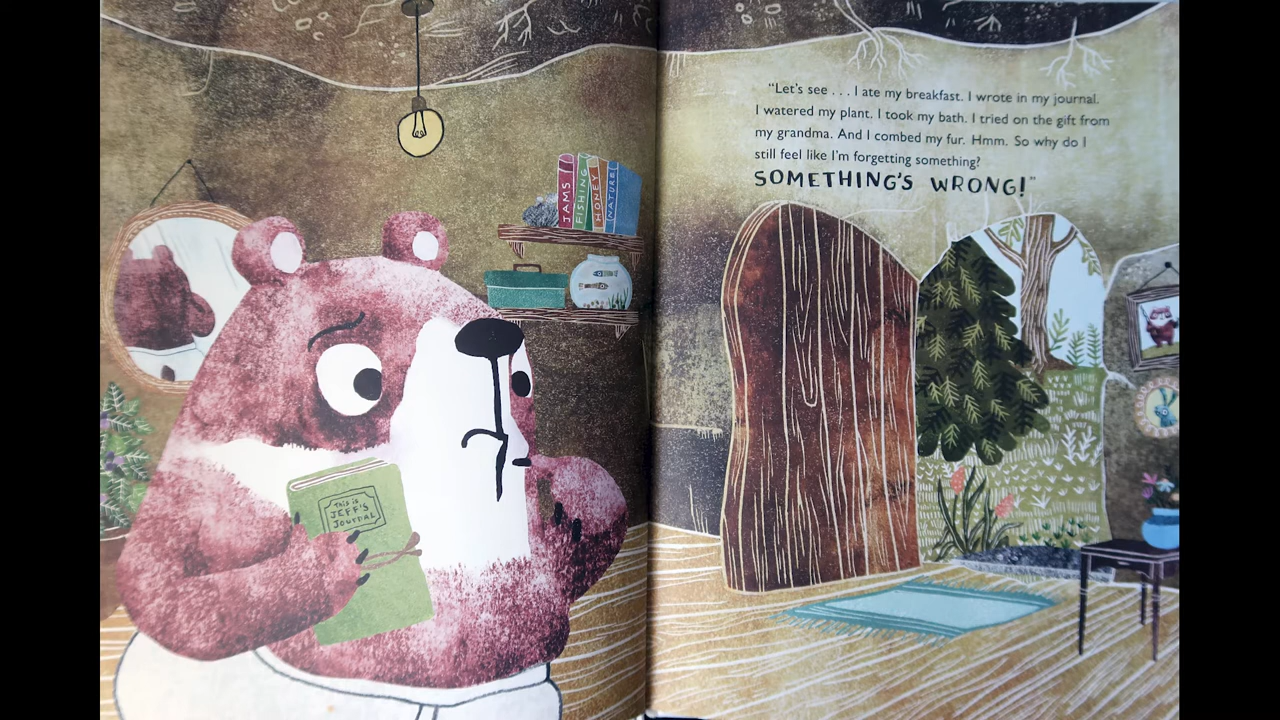 JAMS
FISHING
HONEY
NATURE
This is
JEFF'S
JOURNAL
"Let's see . . . I ate my breakfast. I wrote in my journal.
I watered my plant. I took my bath. I tried on the gift from
my grandma. And I combed my fur. Hmm. So why do I
still feel like I'm forgetting something?
SOMETHING'S WRONG!"